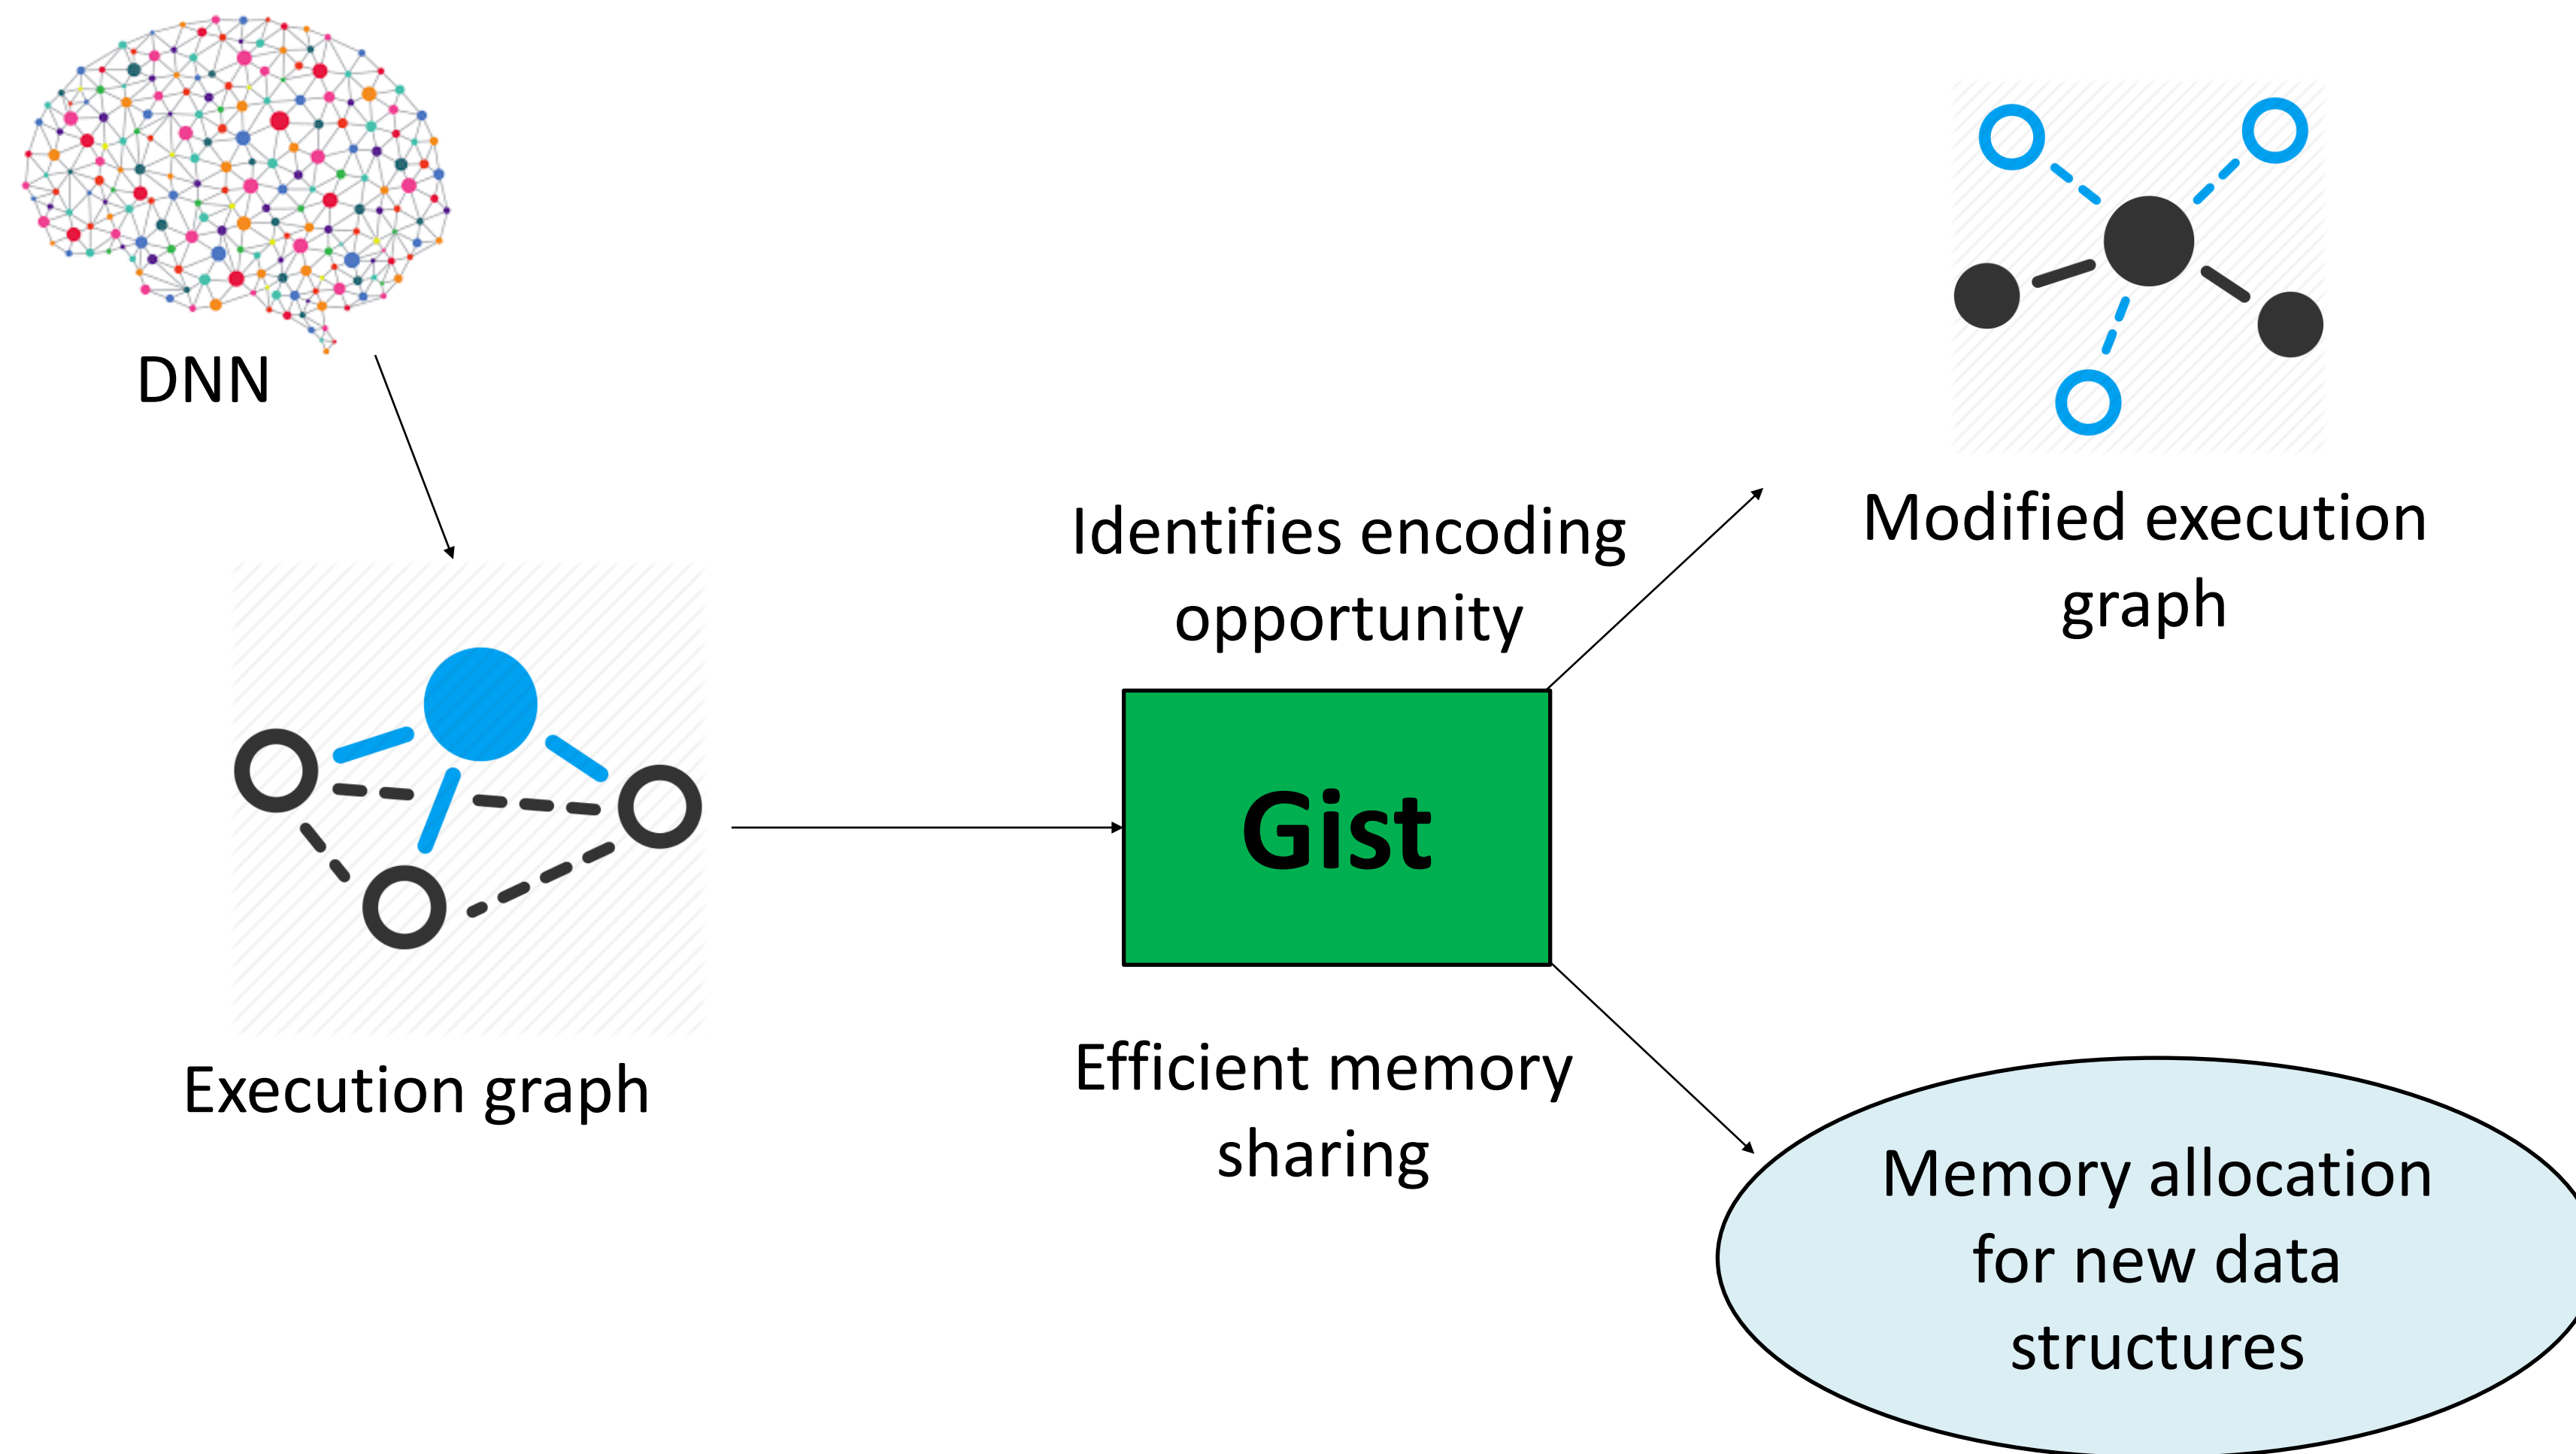 DNN
Execution graph
Identifies encoding
opportunity
Gist
Efficient memory
sharing
Modified execution
graph
Memory allocation
for new data
structures